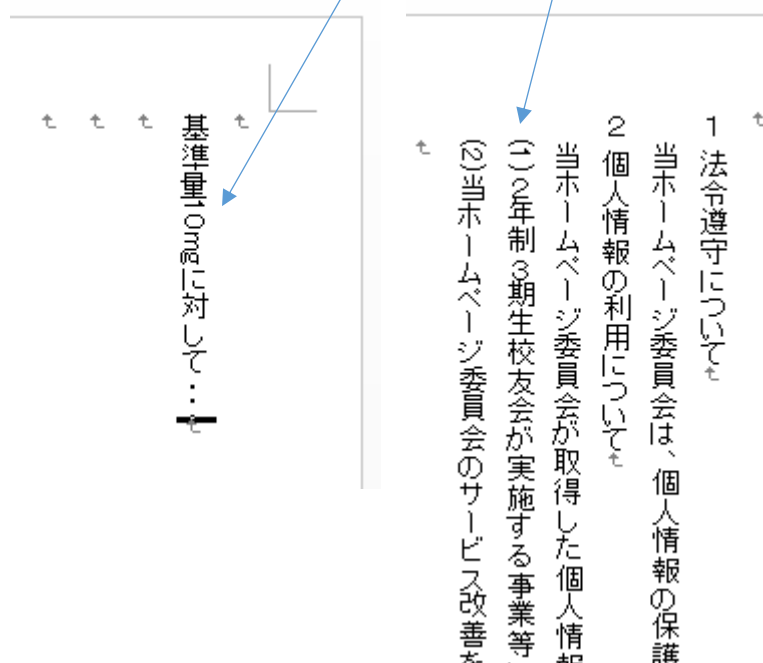 1 法令遵守について
当ホームページ委員会は、個人情報の保護
2 個人情報の利用について
当ホームページ委員会が取得した個人情報
(1)2年制3期生校友会が実施する事業等
(2)当ホームページ委員会のサービス改善を
基準量10mgに対して・・